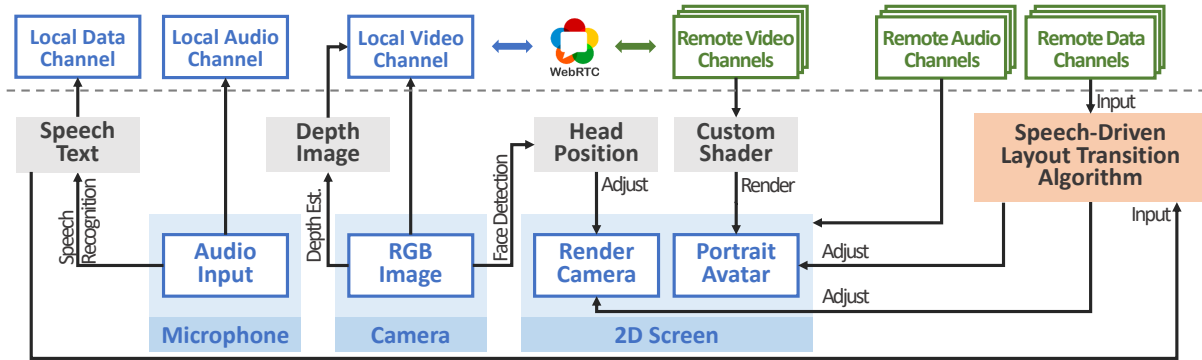 Local Data
Channel
Local Audio
Channel
Local Video
Channel
WebRTC
Remote Video
Channels
Remote Audio
Channels
Remote Data
Channels
Speech
Text
Depth
Image
Head
Position
Custom
Shader
Input
Speech-Driven
Layout Transition
Algorithm
Speech
Recognition
Depth Est.
Face Detection
Adjust
Render
Input
Audio
Input
RGB
Image
Render
Camera
Portrait
Avatar
Adjust
Adjust
Microphone
Camera
2D Screen